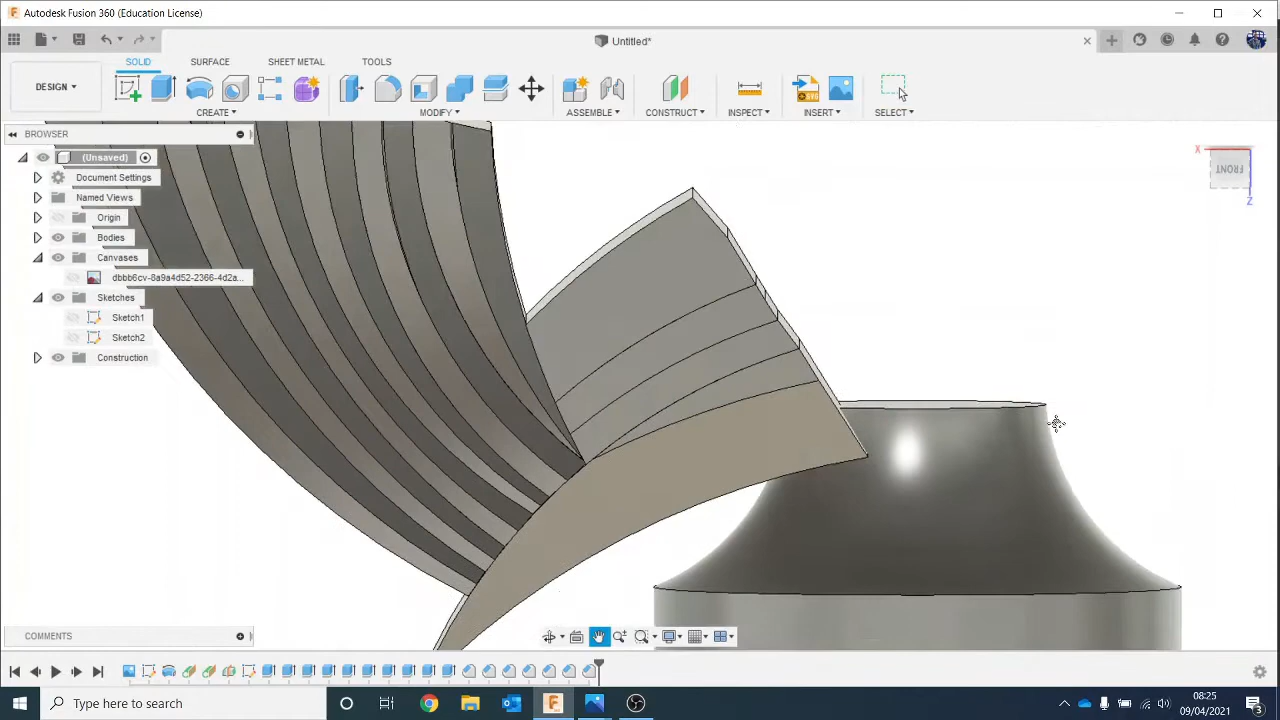 Autodesk Fusion 360 (Education License)
Untitled*
DESIGN
SOLID
SURFACE
SHEET METAL
TOOLS
CREATE
MODIFY
ASSEMBLE
CONSTRUCT
INSPECT
INSERT
SELECT
BROWSER
(Unsaved)
Document Settings
Named Views
Origin
Bodies
Canvases
dbbb6cv-8a9a4d52-2366-4d2a...
Sketches
Sketch1
Sketch2
Construction
X
FRONT
Z
COMMENTS
Type here to search
08:25
09/04/2021
3